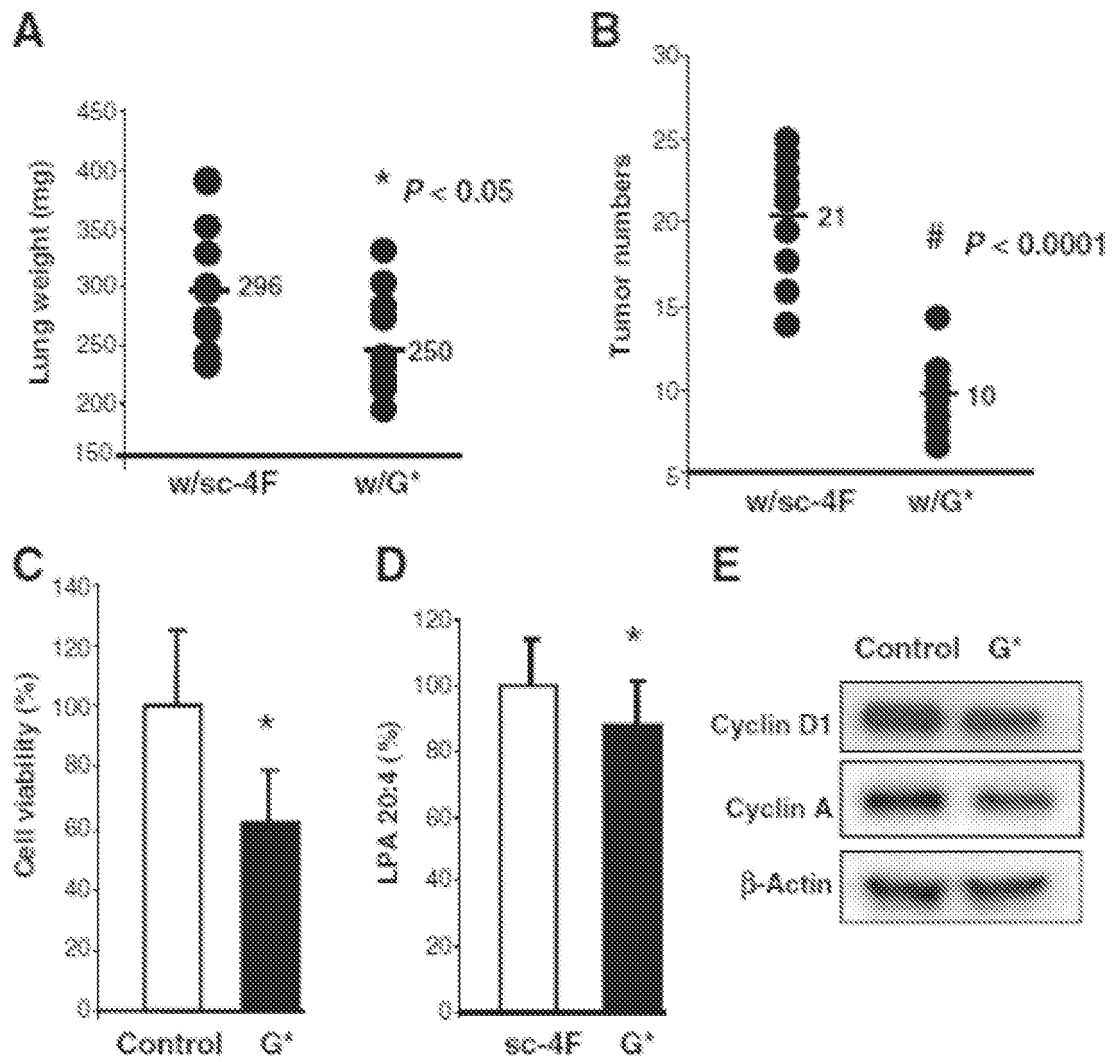 A
Lung weight (mg)
450
400
350
300
250
200
150
296
* P < 0.05
250
w/sc-4F w/G*
B
Tumor numbers
30
25
20
15
10
5
21
# P < 0.0001
10
w/sc-4F w/G*
C
Cell viability (%)
140
120
100
80
60
40
20
0
*
Control G*
D
LPA 20:4 (%)
120
100
80
60
40
20
0
*
sc-4F G*
E
Control G*
Cyclin D1
Cyclin A
β-Actin